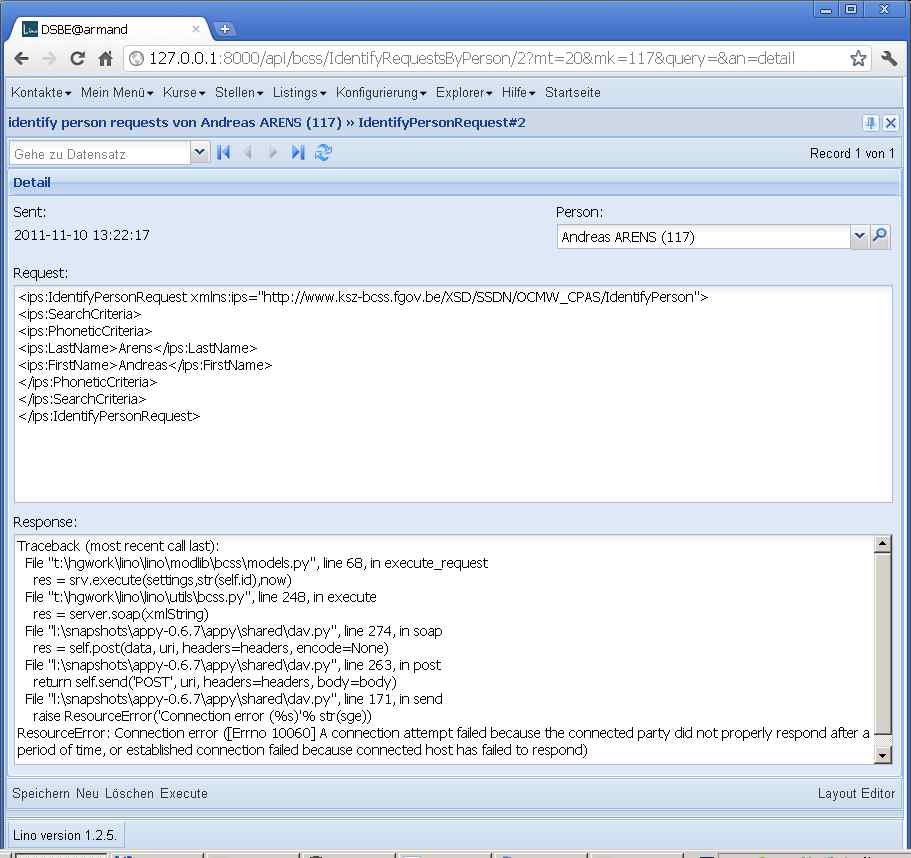 DSBE@armand
127.0.0.1:8000/api/bcss/IdentifyRequestsByPerson/2?mt=20&mk=117&query=&an=detail
Kontakte Mein Menü Kurse Stellen Listings Konfigurierung Explorer Hilfe Startseite
identify person requests von Andreas ARENS (117) » IdentifyPersonRequest#2
Gehe zu Datensatz Record 1 von 1
Detail
Sent: Person:
2011-11-10 13:22:17 Andreas ARENS (117)
Request:
<ips:IdentifyPersonRequest xmlns:ips="http://www.ksz-bcss.fgov.be/XSD/SSDN/OCMW_CPAS/IdentifyPerson">
<ips:SearchCriteria>
<ips:PhoneticCriteria>
<ips:LastName>Arens</ips:LastName>
<ips:FirstName>Andreas</ips:FirstName>
</ips:PhoneticCriteria>
</ips:SearchCriteria>
</ips:IdentifyPersonRequest>
Response:
Traceback (most recent call last):
File "t:\hgwork\lino\lino\modlib\bcss\models.py", line 68, in execute_request
res = srv.execute(settings,str(self.id),now)
File "t:\hgwork\lino\lino\utils\bcss.py", line 248, in execute
res = server.soap(xmlString)
File "l:\snapshots\appy-0.6.7\appy\shared\dav.py", line 274, in soap
res = self.post(data, uri, headers=headers, encode=None)
File "l:\snapshots\appy-0.6.7\appy\shared\dav.py", line 263, in post
return self.send('POST', uri, headers=headers, body=body)
File "l:\snapshots\appy-0.6.7\appy\shared\dav.py", line 171, in send
raise ResourceError('Connection error (%s)'% str(sge))
ResourceError: Connection error ([Errno 10060] A connection attempt failed because the connected party did not properly respond after a
period of time, or established connection failed because connected host has failed to respond)
Speichern Neu Löschen Execute Layout Editor
Lino version 1.2.5.